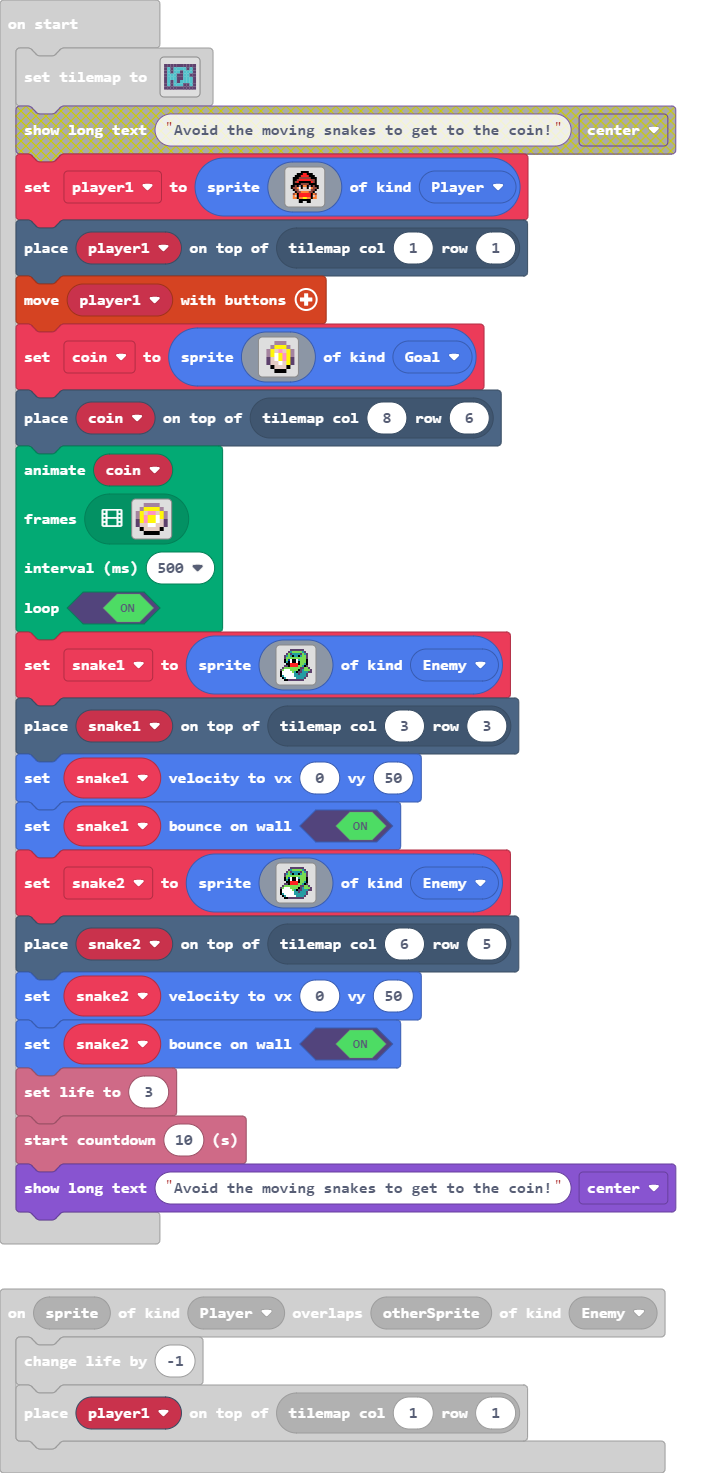 on start
set tilemap to
show long text "Avoid the moving snakes to get to the coin!" center
set player1 to sprite of kind Player
place player1 on top of tilemap col 1 row 1
move player1 with buttons
set coin to sprite of kind Goal
place coin on top of tilemap col 8 row 6
animate coin
frames
interval (ms) 500
loop ON
set snake1 to sprite of kind Enemy
place snake1 on top of tilemap col 3 row 3
set snake1 velocity to vx 0 vy 50
set snake1 bounce on wall ON
set snake2 to sprite of kind Enemy
place snake2 on top of tilemap col 6 row 5
set snake2 velocity to vx 0 vy 50
set snake2 bounce on wall ON
set life to 3
start countdown 10 (s)
show long text "Avoid the moving snakes to get to the coin!" center
on sprite of kind Player overlaps otherSprite of kind Enemy
change life by -1
place player1 on top of tilemap col 1 row 1